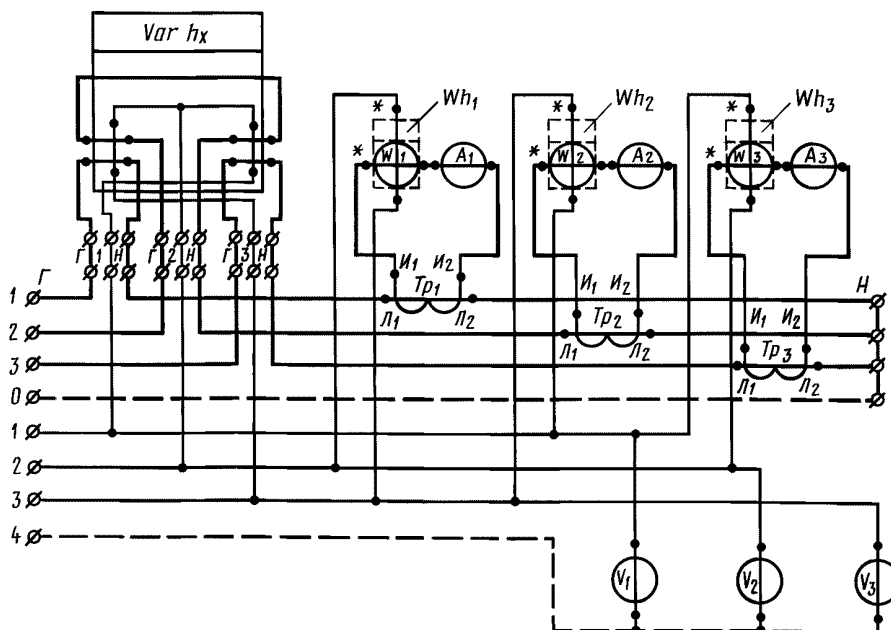 Var hx
Wh1
Wh2
Wh3
* * *
* W1 A1
* W2 A2
* W3 A3
Г 1 Н Г 2 Н Г 3 Н
Г
И1 И2
Тр1
Н
1
Л1 Л2
И1 И2
Тр2
2
Л1 Л2
И1 И2
Тр3
3
Л1 Л2
0
1
2
3
4
V1
V2
V3